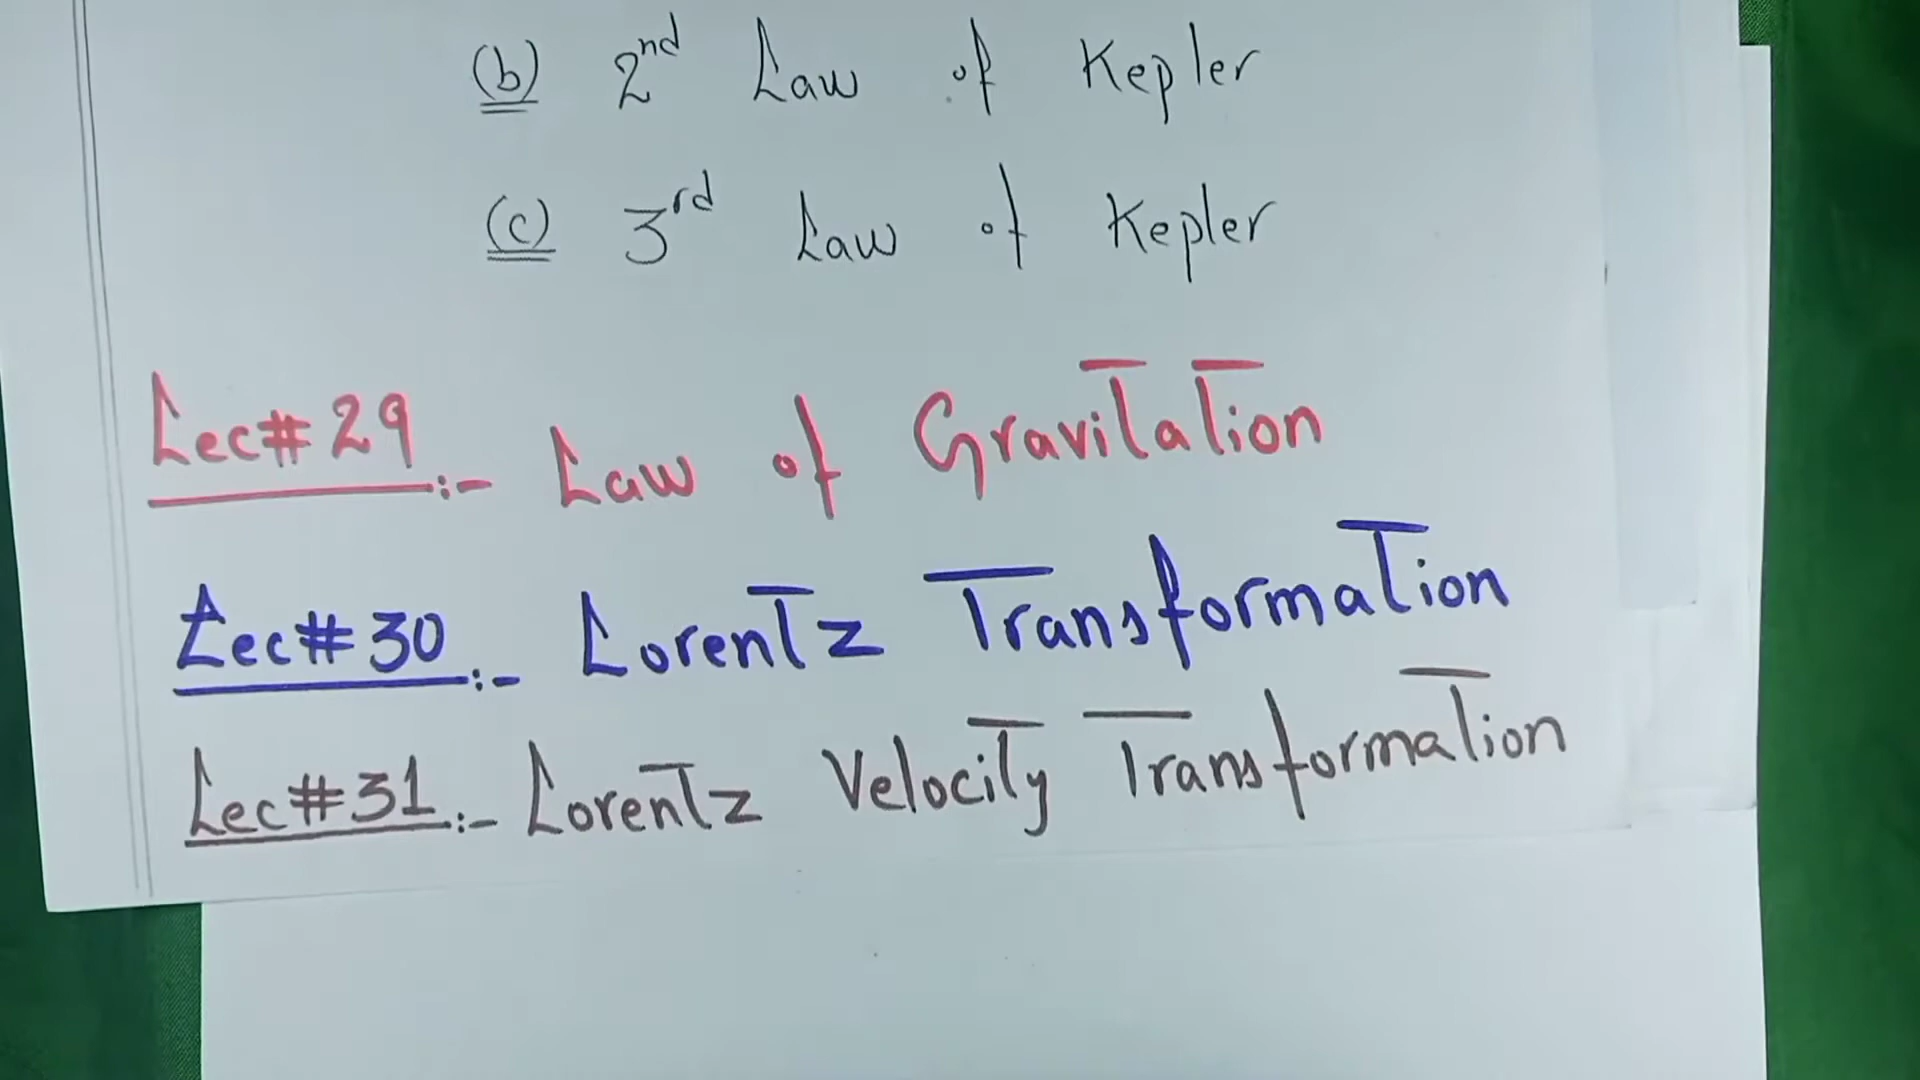 (b) 2nd Law of Kepler
(c) 3rd Law of Kepler
Lec# 29 :- Law of Gravitation
Lec# 30 :- Lorentz Transformation
Lec# 31 :- Lorentz Velocity Transformation